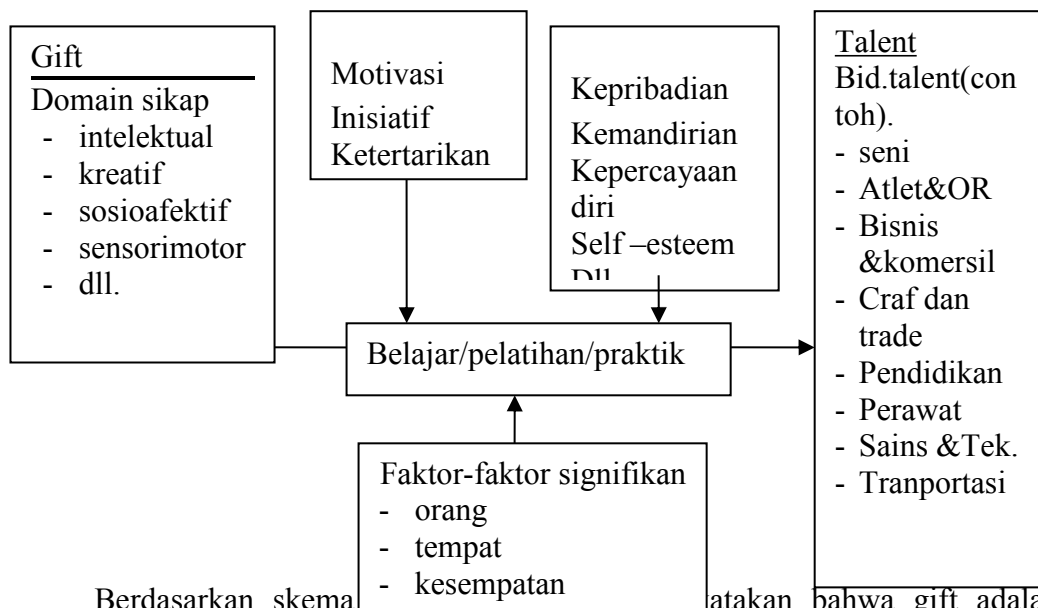 Gift
Domain sikap
- intelektual
- kreatif
- sosioafektif
- sensorimotor
- dll.
Motivasi
Inisiatif
Ketertarikan
Kepribadian
Kemandirian
Kepercayaan
diri
Self –esteem
Dll
Talent
Bid.talent(con
toh).
- seni
- Atlet&OR
- Bisnis
&komersil
- Craf dan
trade
- Pendidikan
- Perawat
- Sains &Tek.
- Tranportasi
Belajar/pelatihan/praktik
Faktor-faktor signifikan
- orang
- tempat
- kesempatan
Berdasarkan skema atakan bahwa gift adala